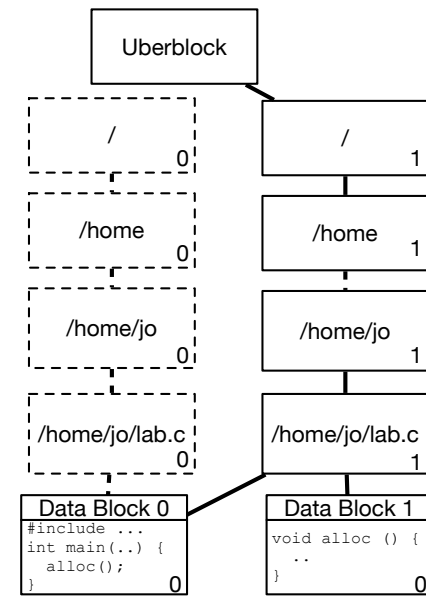 Uberblock
/
0
/
1
/home
0
/home
1
/home/jo
0
/home/jo
1
/home/jo/lab.c
0
/home/jo/lab.c
1
Data Block 0
#include ...
int main(..) {
alloc();
}
0
Data Block 1
void alloc () {
..
}
0